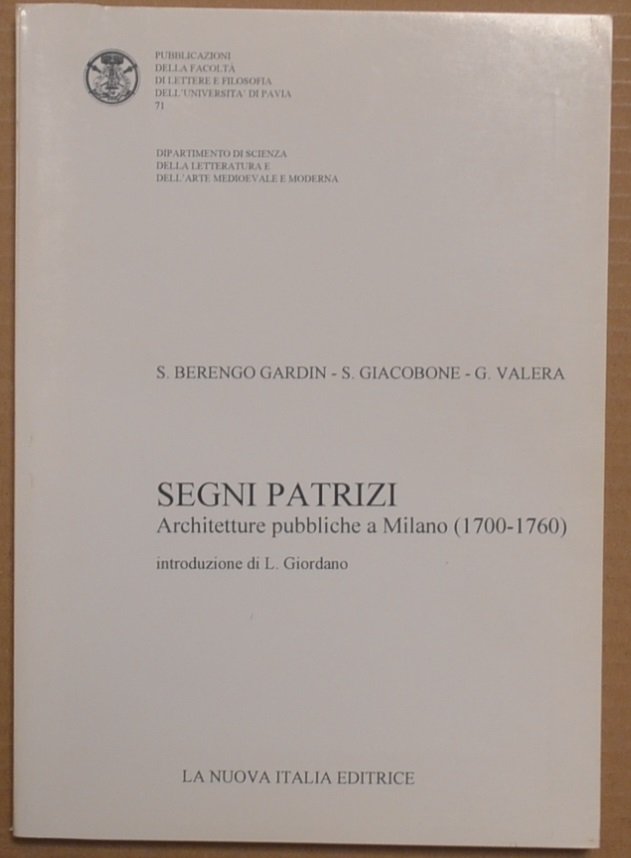 PUBBLICAZIONI
DELLA FACOLTÀ
DI LETTERE E FILOSOFIA
DELL'UNIVERSITA' DI PAVIA
71
DIPARTIMENTO DI SCIENZA
DELLA LETTERATURA E
DELL'ARTE MEDIOEVALE E MODERNA
S. BERENGO GARDIN - S. GIACOBONE - G. VALERA
SEGNI PATRIZI
Architetture pubbliche a Milano (1700-1760)
introduzione di L. Giordano
LA NUOVA ITALIA EDITRICE